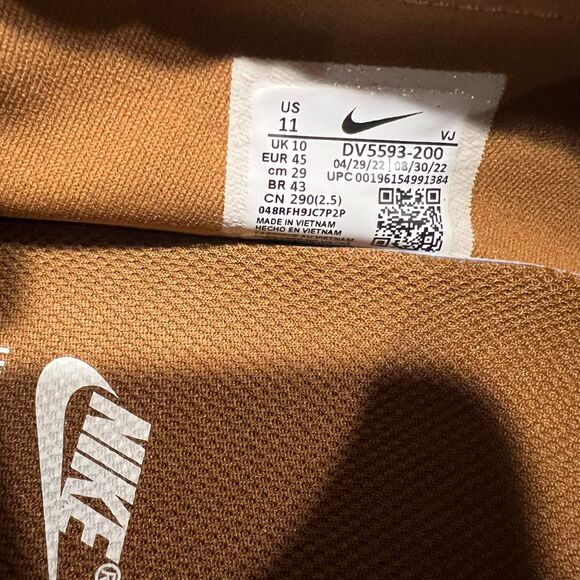 US
11
VJ
UK 10
EUR 45
cm 29
BR 43
CN 290(2.5)
048RFH9JC7P2P
MADE IN VIETNAM
HECHO EN VIETNAM
DV5593-200
04/29/22 08/30/22
UPC 00196154991384
NIKE®